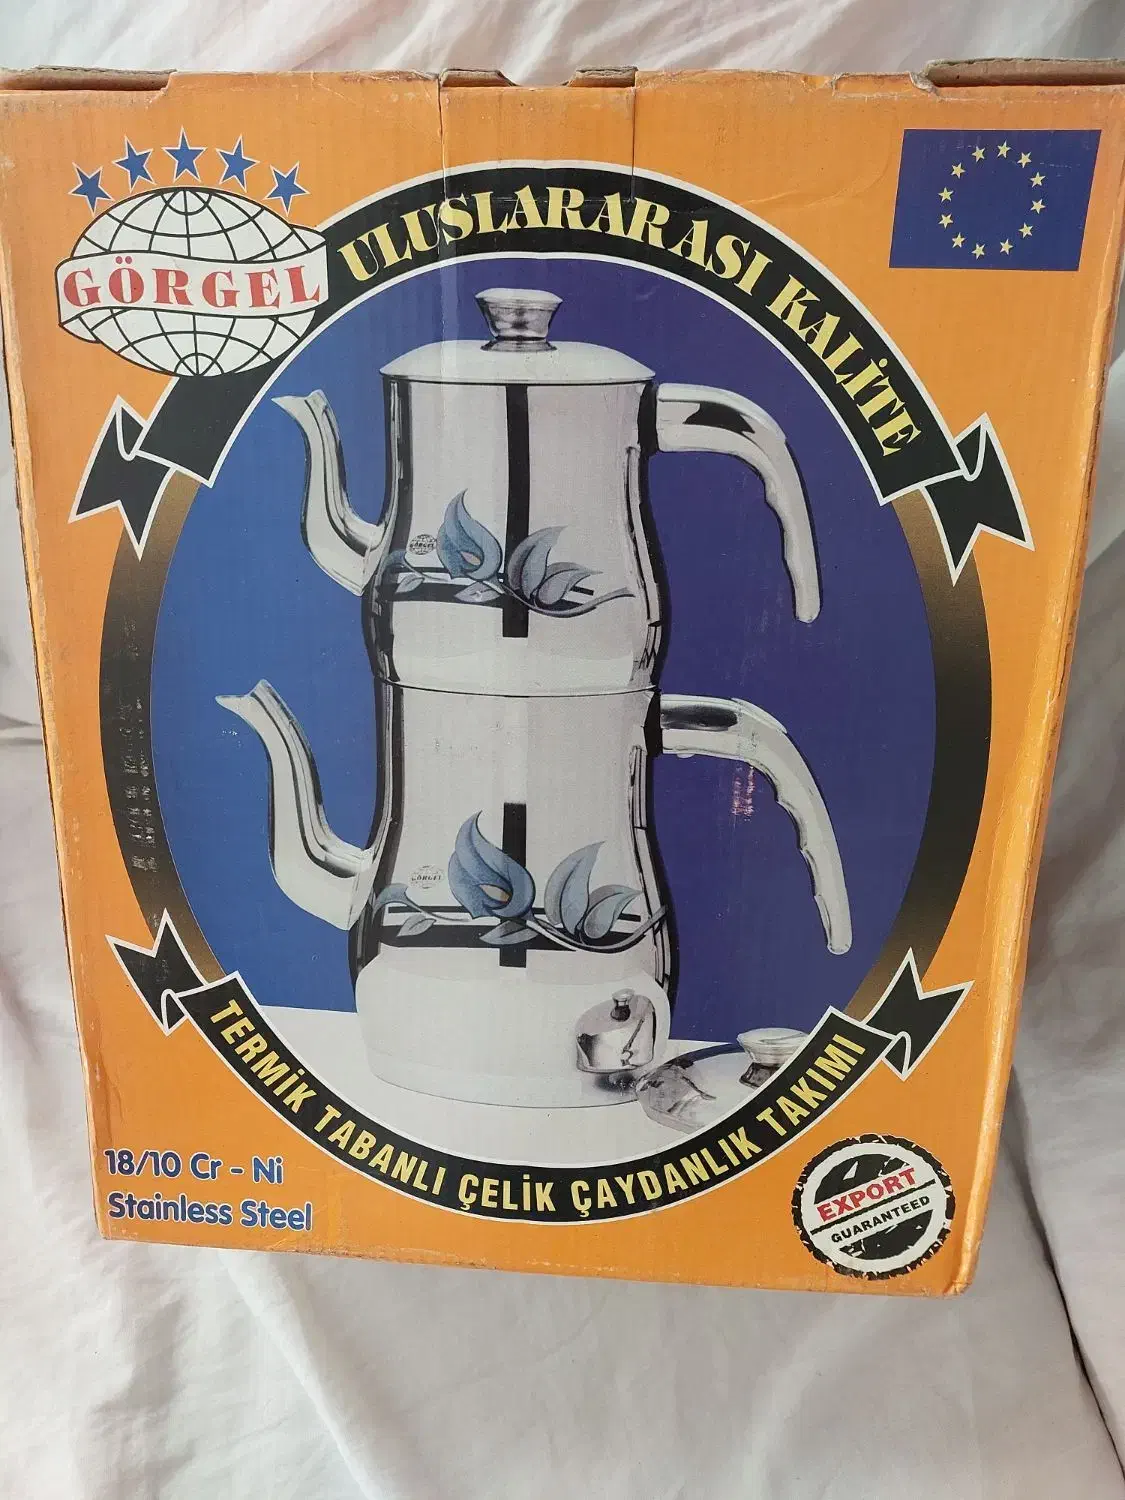 GÖRGEL
ULUSLARARASI KALİTE
GÖRGEL
GÖRGEL
TERMİK TABANLI ÇELİK ÇAYDANLIK TAKIMI
18/10 Cr - Ni
Stainless Steel
EXPORT
GUARANTEED